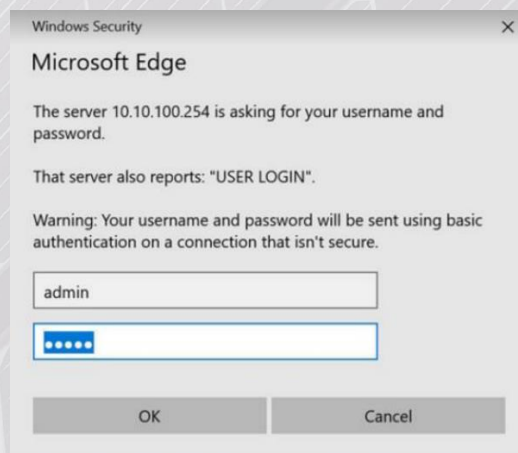 Windows Security
Microsoft Edge
The server 10.10.100.254 is asking for your username and
password.
That server also reports: "USER LOGIN".
Warning: Your username and password will be sent using basic
authentication on a connection that isn't secure.
admin
•••••
OK
Cancel